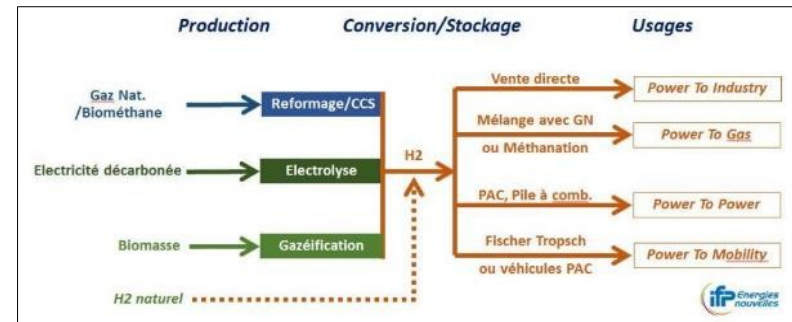 Production
Conversion/Stockage
Usages
Gaz Nat.
/Biométhane
Reformage/CCS
Electricité décarbonée
Electrolyse
Biomasse
Gazéification
H2 naturel
H2
Vente directe
Power To Industry
Mélange avec GN
ou Méthanation
Power To Gas
PAC, Pile à comb.
Power To Power
Fischer Tropsch
ou véhicules PAC
Power To Mobility
ifp Energies
nouvelles